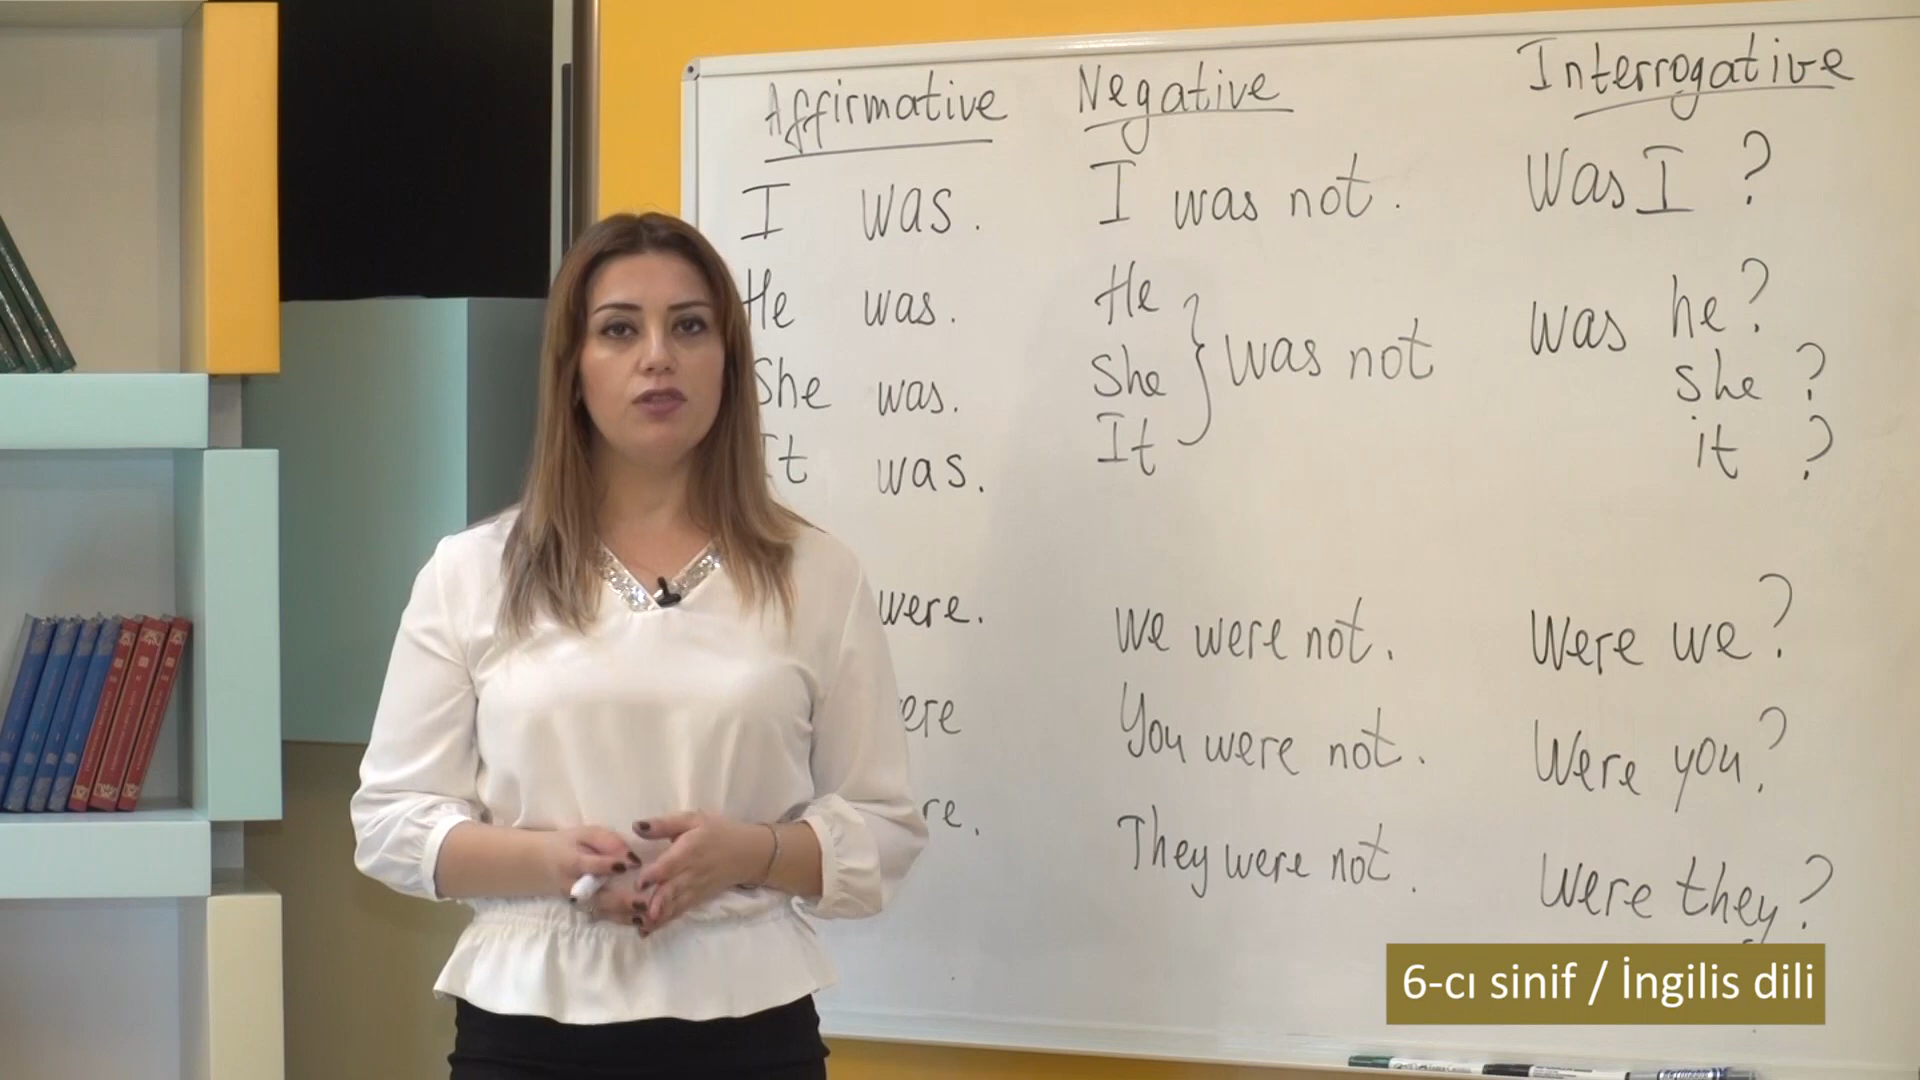 Affirmative
I was.
He was.
She was.
It was.
were.
Negative
I was not.
He
She
It
was not
We were not.
You were not.
They were not.
Interrogative
Was I ?
Was he?
she ?
it ?
Were we?
Were you?
Were they?
6-cı sinif / İngilis dili